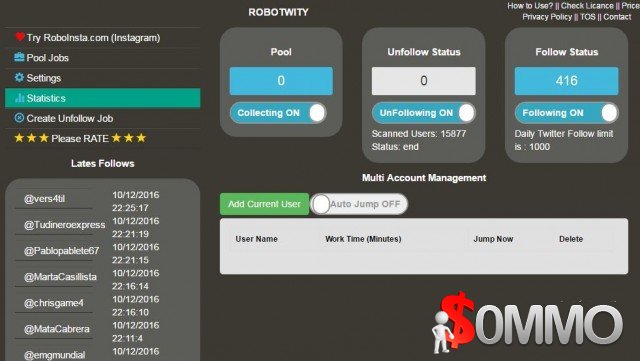 ROBOTWITY
How to Use? || Check Licance || Price
Privacy Policy || TOS || Contact
Try RoboInsta.com (Instagram)
Pool Jobs
Settings
Statistics
Create Unfollow Job
Please RATE
Lates Follows
@vers4til 10/12/2016 22:25:17
@Tudineroexpress 10/12/2016 22:21:19
@Pablopablete67 10/12/2016 22:21:15
@MartaCasillista 10/12/2016 22:16:14
@chrisgame4 10/12/2016 22:16:10
@MataCabrera 10/12/2016 22:11:4
@emgmundial 10/12/2016
Pool
0
Collecting ON
Unfollow Status
0
UnFollowing ON
Scanned Users: 15877
Status: end
Follow Status
416
Following ON
Daily Twitter Follow limit
is : 1000
Multi Account Management
Add Current User
Auto Jump OFF
User Name Work Time (Minutes) Jump Now Delete
$0MMO